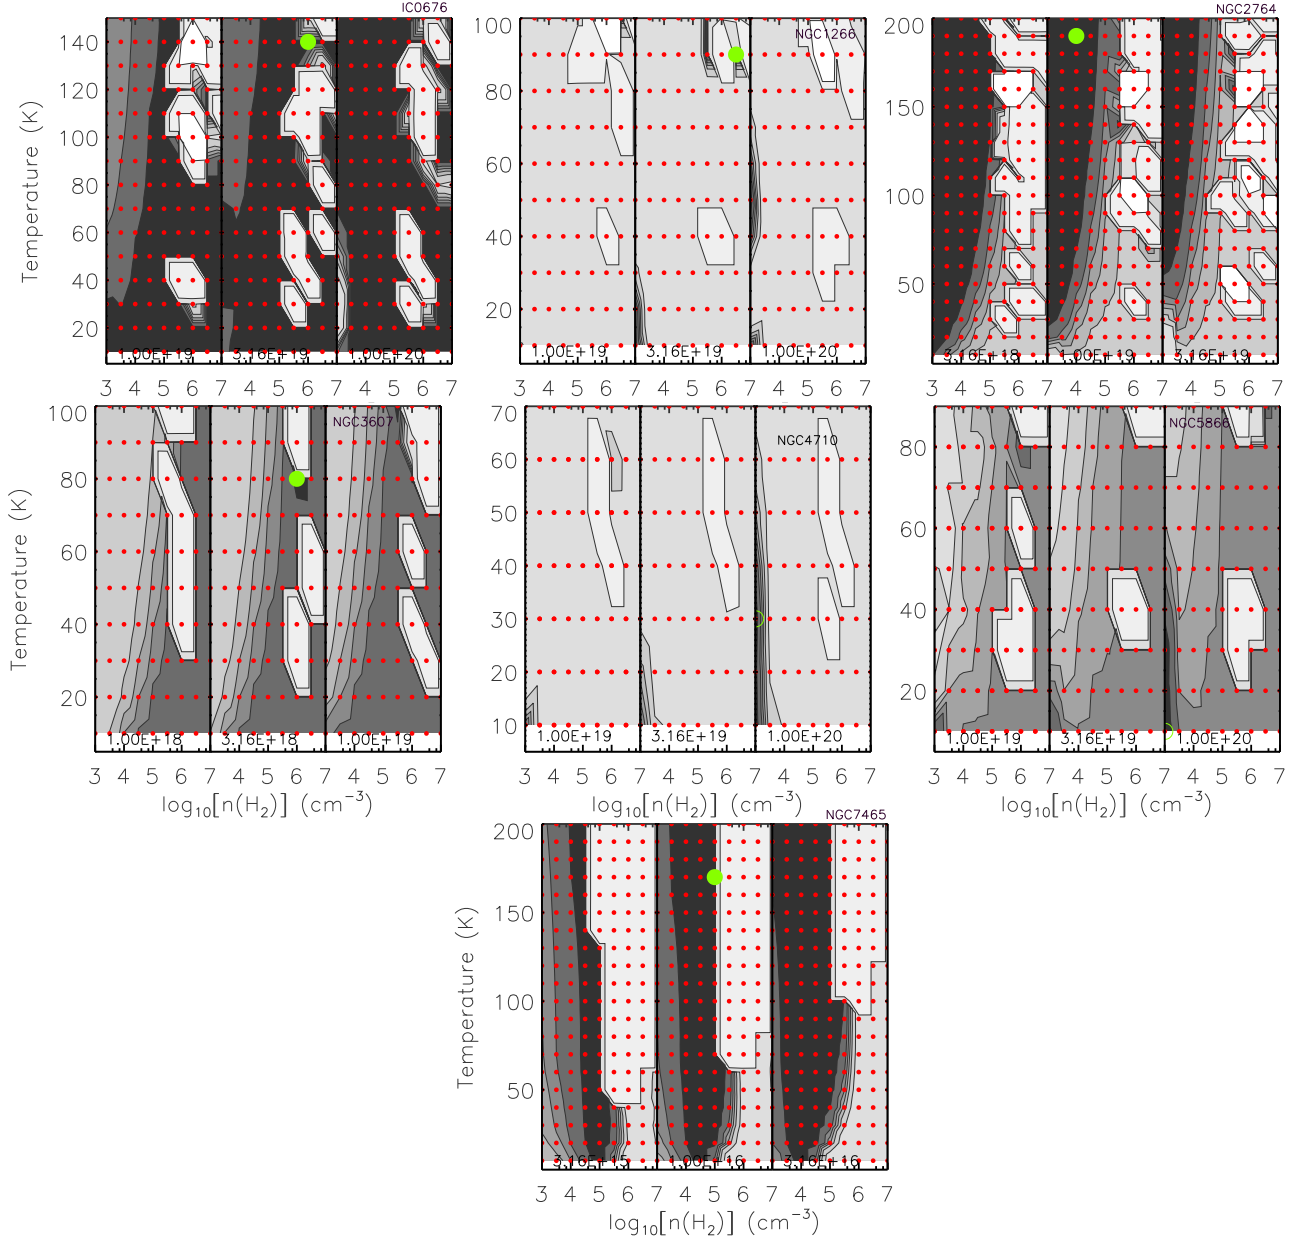 IC0676
NGC1266
NGC2764
Temperature (K)
140
120
100
80
60
40
20
100
80
60
40
20
200
150
100
50
1.00E+19
3.16E+19
1.00E+20
1.00E+19
3.16E+19
1.00E+20
3.16E+18
1.00E+19
3.16E+19
3 4 5 6 7 4 5 6 7 4 5 6 7
3 4 5 6 7 4 5 6 7 4 5 6 7
3 4 5 6 7 4 5 6 7 4 5 6 7
NGC3607
NGC4710
NGC5866
Temperature (K)
100
80
60
40
20
70
60
50
40
30
20
10
80
60
40
20
1.00E+18
3.16E+18
1.00E+19
1.00E+19
3.16E+19
1.00E+20
1.00E+19
3.16E+19
1.00E+20
3 4 5 6 7 4 5 6 7 4 5 6 7
3 4 5 6 7 4 5 6 7 4 5 6 7
3 4 5 6 7 4 5 6 7 4 5 6 7
log10[n(H2)] (cm−3)
log10[n(H2)] (cm−3)
log10[n(H2)] (cm−3)
NGC7465
Temperature (K)
200
150
100
50
3.16E+15
1.00E+16
3.16E+16
3 4 5 6 7 4 5 6 7 4 5 6 7
log10[n(H2)] (cm−3)